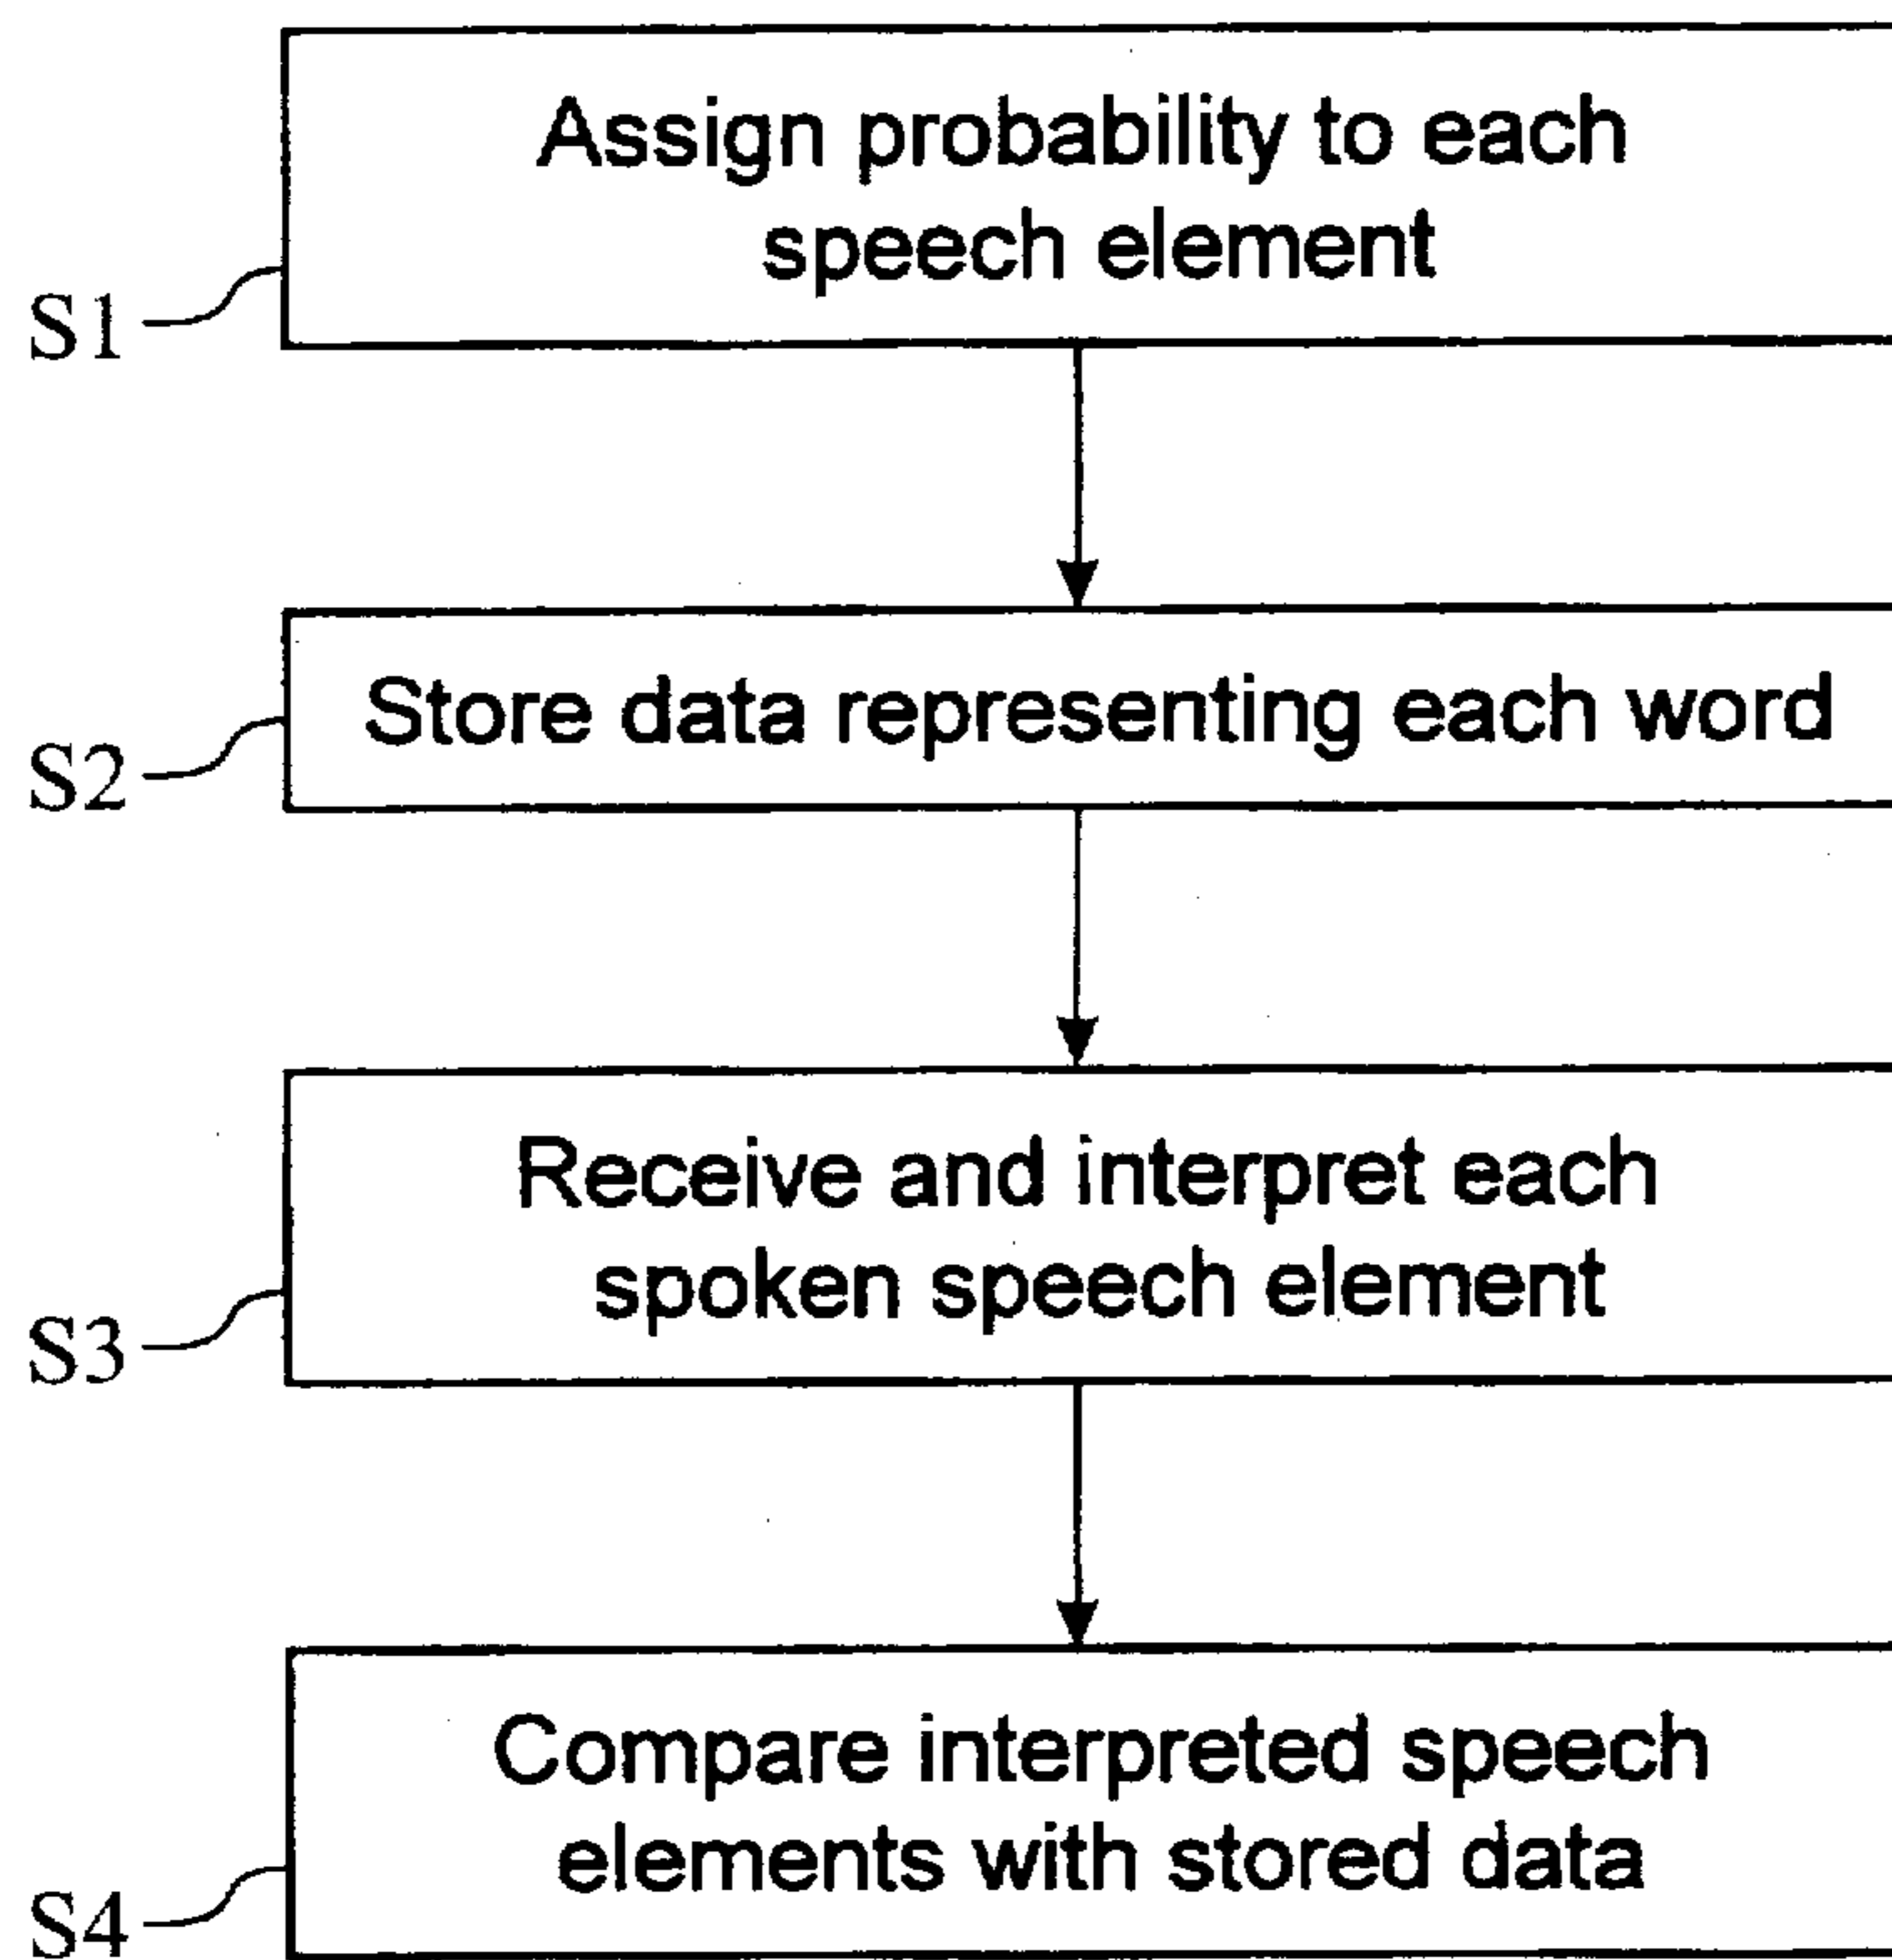 Assign probability to each
speech element
S1
Store data representing each word
S2
Receive and interpret each
spoken speech element
S3
Compare interpreted speech
elements with stored data
S4